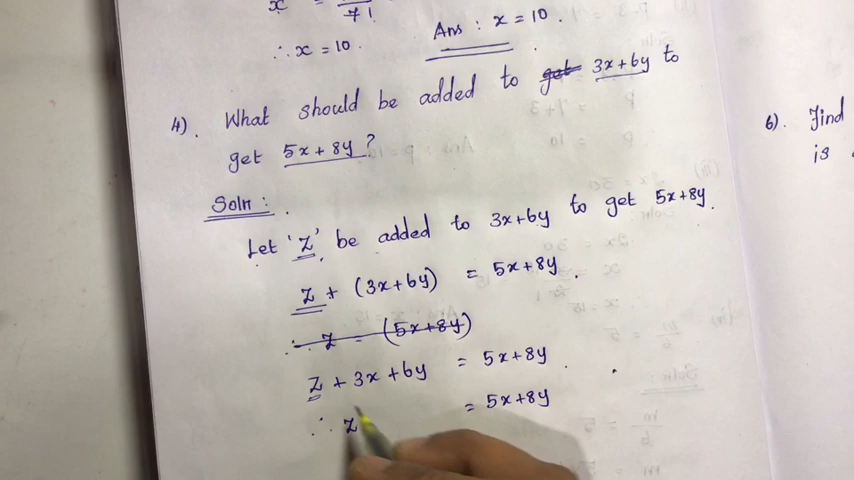 x = 
71
∴ x = 10.
Ans : x = 10.
4). What should be added to 3x+6y to
get 5x+8y?
Soln :.
Let 'z' be added to 3x+6y to get 5x+8y.
z + (3x+6y) = 5x+8y.
∴ z = (5x+8y)
z + 3x + 6y = 5x+8y.
∴ z = 5x+8y
6). Find
is